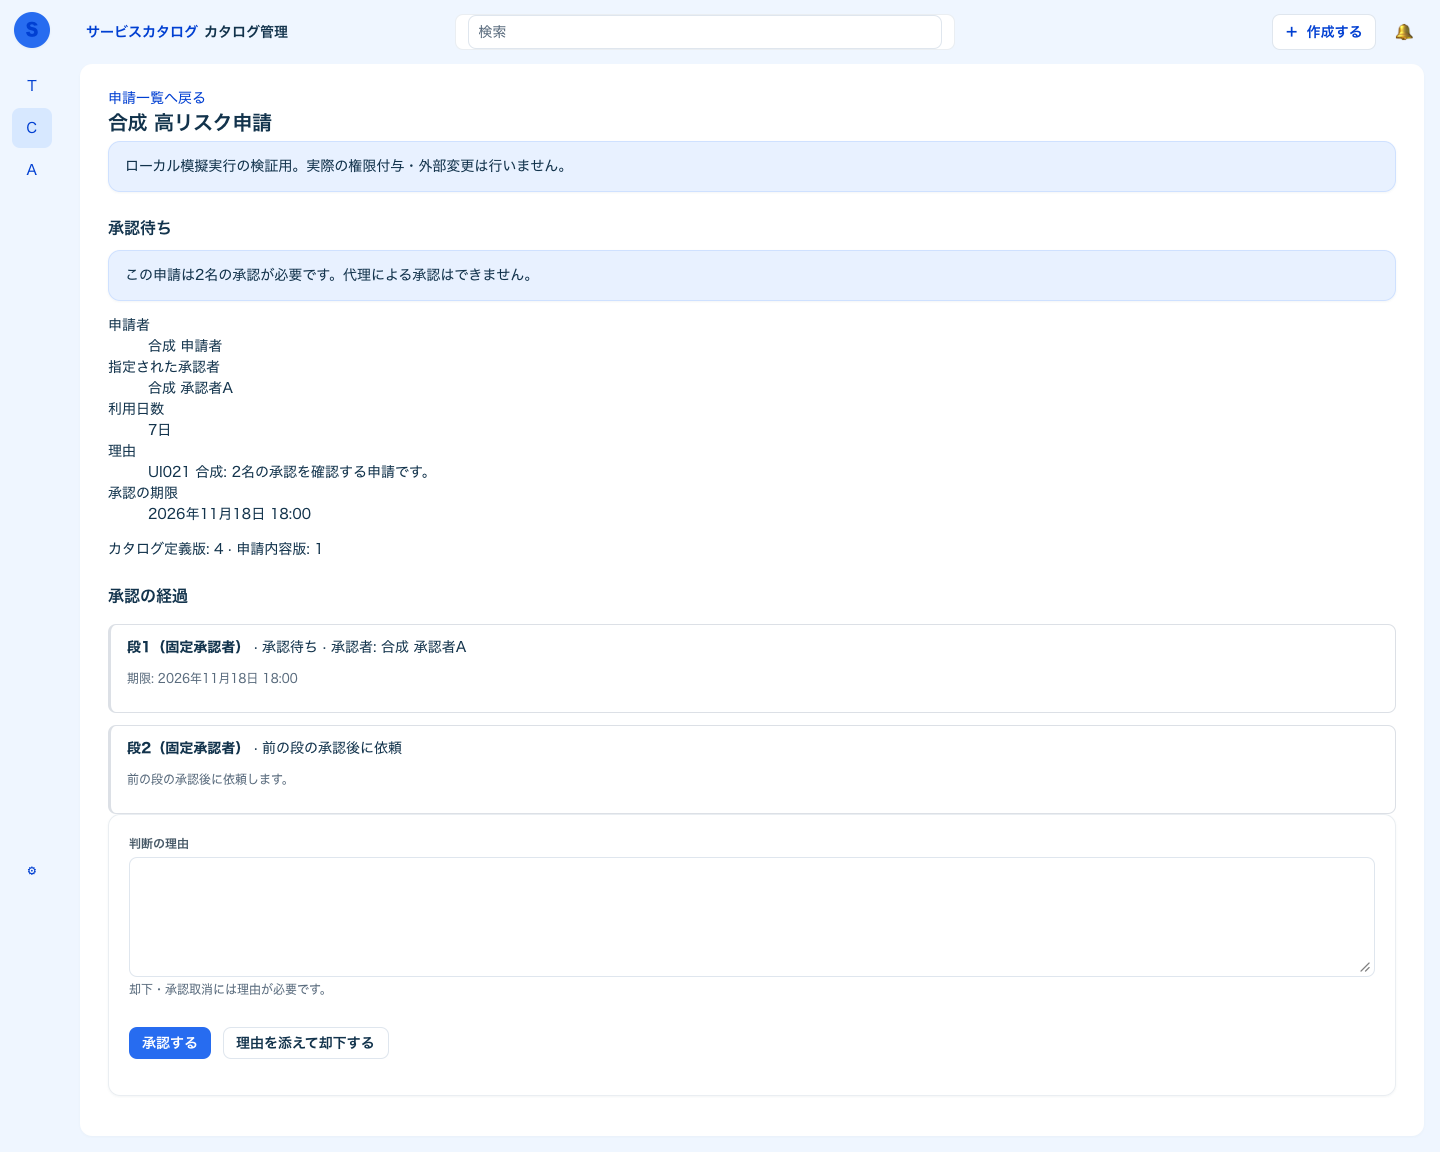 S
サービスカタログ カタログ管理
検索
+ 作成する
T
C
A
申請一覧へ戻る
合成 高リスク申請
ローカル模擬実行の検証用。実際の権限付与・外部変更は行いません。
承認待ち
この申請は2名の承認が必要です。代理による承認はできません。
申請者
合成 申請者
指定された承認者
合成 承認者A
利用日数
7日
理由
UI021 合成: 2名の承認を確認する申請です。
承認の期限
2026年11月18日 18:00
カタログ定義版: 4 · 申請内容版: 1
承認の経過
段1（固定承認者） · 承認待ち · 承認者: 合成 承認者A
期限: 2026年11月18日 18:00
段2（固定承認者） · 前の段の承認後に依頼
前の段の承認後に依頼します。
判断の理由
却下・承認取消には理由が必要です。
承認する
理由を添えて却下する